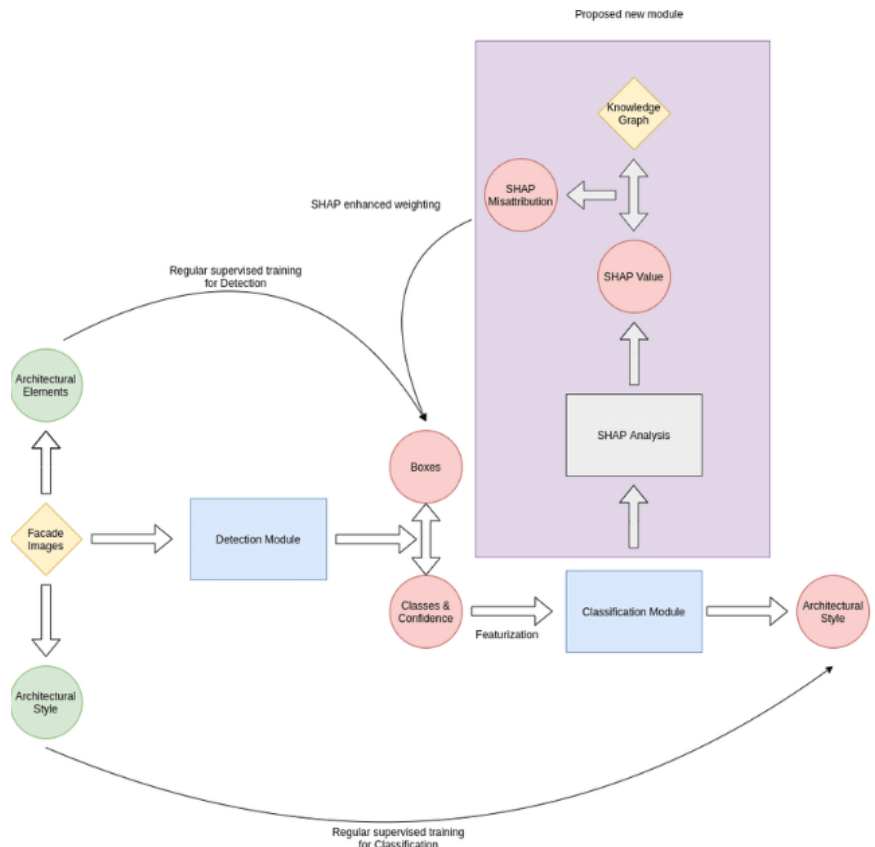 Proposed new module
Knowledge
Graph
SHAP
Misattribution
SHAP enhanced weighting
SHAP Value
Regular supervised training
for Detection
Architectural
Elements
SHAP Analysis
Boxes
Facade
Images
Detection Module
Classes &
Confidence
Featurization
Classification Module
Architectural
Style
Architectural
Style
Regular supervised training
for Classification